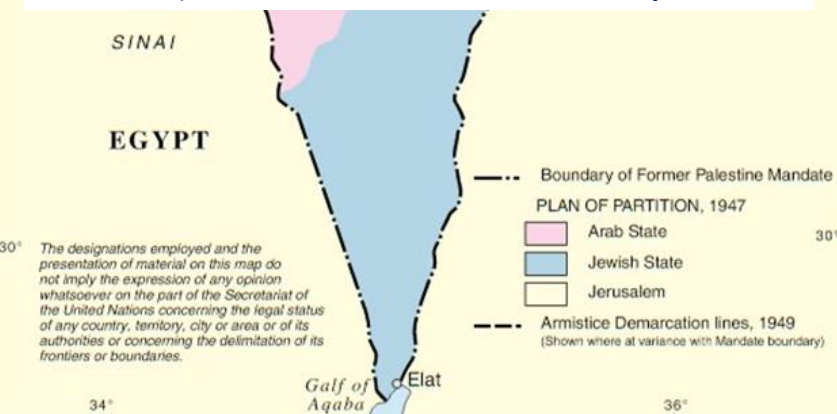 SINAI
EGYPT
Boundary of Former Palestine Mandate
PLAN OF PARTITION, 1947
Arab State
Jewish State
Jerusalem
Armistice Demarcation lines, 1949
(Shown where at variance with Mandate boundary)
30°
30°
The designations employed and the
presentation of material on this map do
not imply the expression of any opinion
whatsoever on the part of the Secretariat of
the United Nations concerning the legal status
of any country, territory, city or area or of its
authorities or concerning the delimitation of its
frontiers or boundaries.
Galf of
Aqaba
Elat
34°
36°